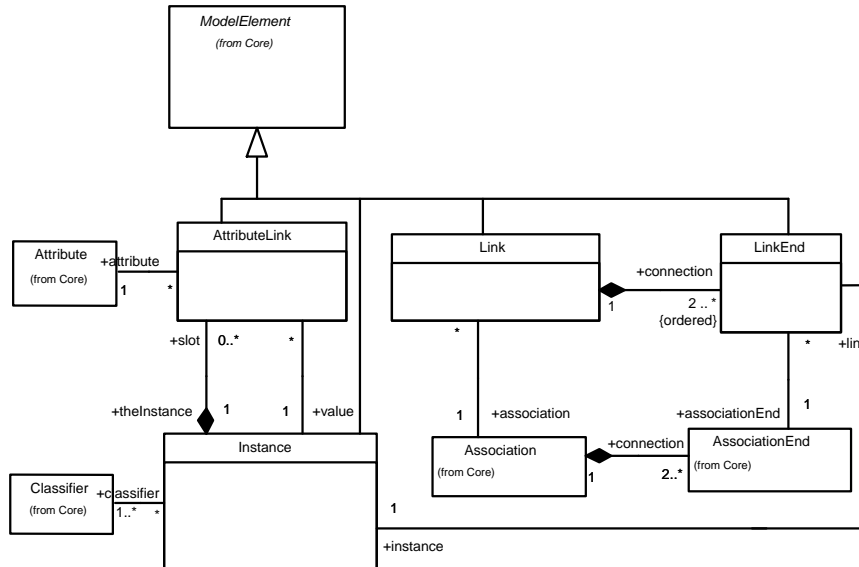 ModelElement
(from Core)
AttributeLink
Link
LinkEnd
Attribute
(from Core)
+attribute
1
*
+connection
1
2 .. *
{ordered}
+slot
0..*
*
*
*
+theInstance
1
1
+value
1
+association
+associationEnd
1
Instance
Association
(from Core)
+connection
1
2..*
AssociationEnd
(from Core)
Classifier
(from Core)
+classifier
1..*
*
1
+instance